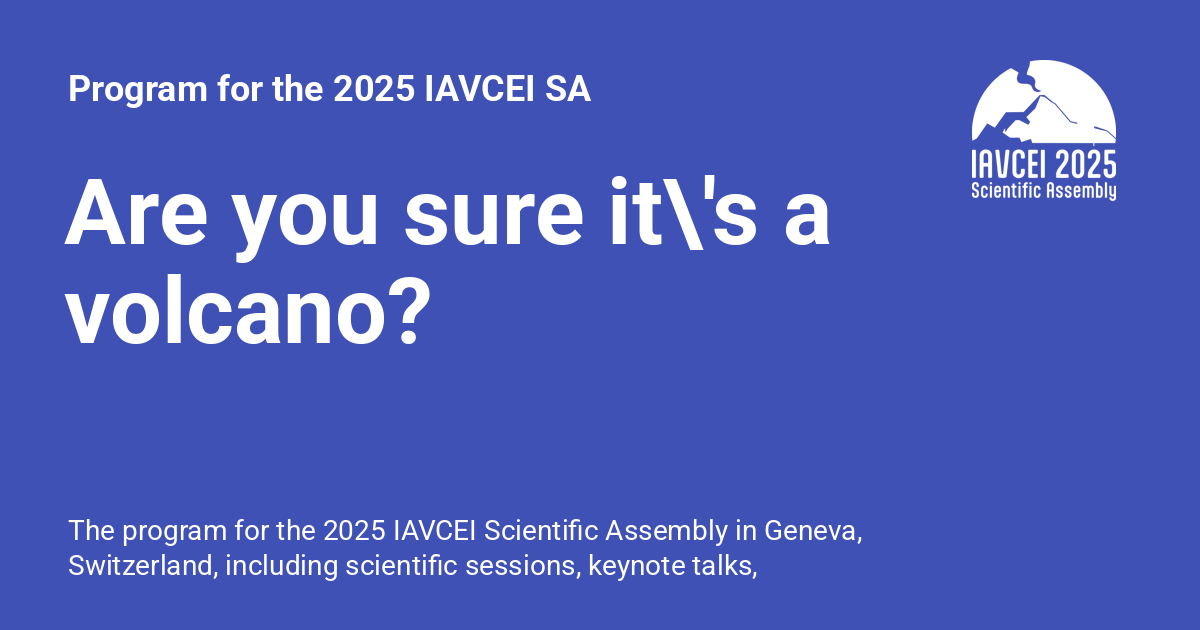 Program for the 2025 IAVCEI SA
IAVCEI 2025
Scientific Assembly
Are you sure it\'s a
volcano?
The program for the 2025 IAVCEI Scientific Assembly in Geneva,
Switzerland, including scientific sessions, keynote talks,